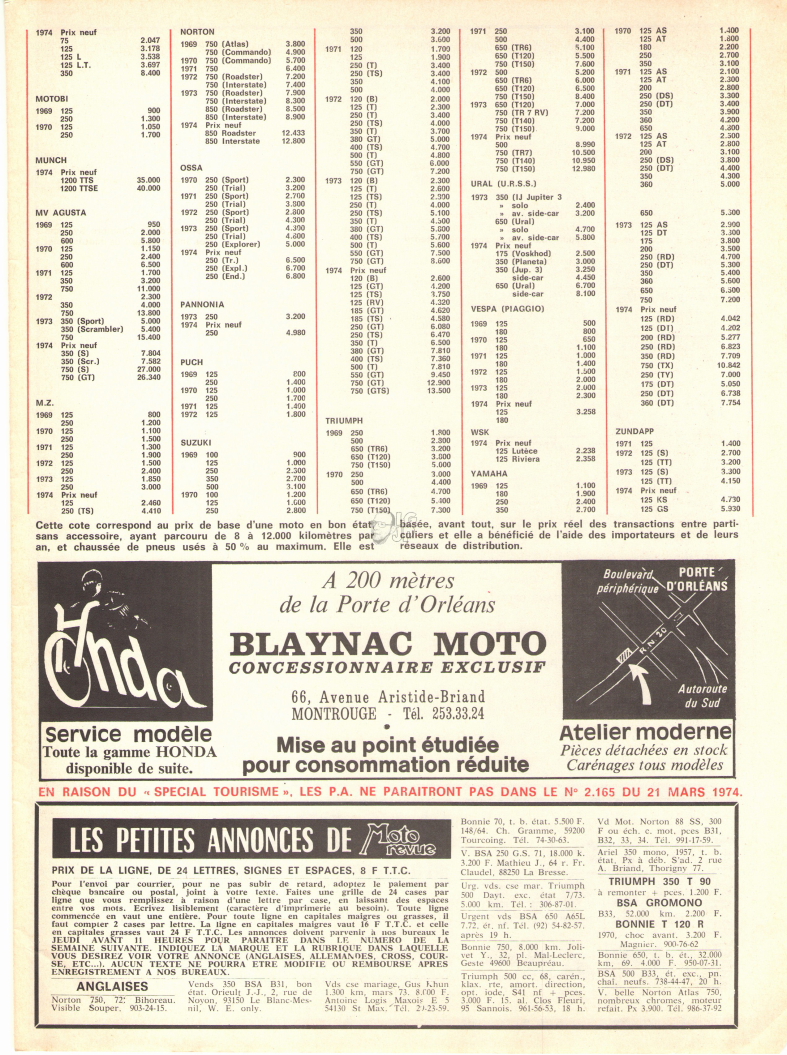 1974 Prix neuf
75 2.047
125 3.178
125 L 3.538
125 L.T. 3.697
350 8.400
MOTOBI
1969 125 900
250 1.300
1970 125 1.050
250 1.700
MUNCH
1974 Prix neuf
1200 TTS 35.000
1200 TTSE 40.000
MV AGUSTA
1969 125 950
250 2.000
600 5.800
1970 125 1.150
250 2.400
600 6.500
1971 125 1.700
350 3.200
750 11.000
1972 2.300
350 4.000
750 13.800
1973 350 (Sport) 5.000
350 (Scrambler) 5.400
750 15.400
1974 Prix neuf
350 (S) 7.804
350 (Scr.) 7.582
750 (S) 27.000
750 (GT) 26.340
M.Z.
1969 125 800
250 1.200
1970 125 1.100
250 1.500
1971 125 1.300
250 1.900
1972 125 1.500
250 2.400
1973 125 1.850
250 3.000
1974 Prix neuf
125 2.460
250 (TS) 4.410
NORTON
1969 750 (Atlas) 3.800
750 (Commando) 4.900
1970 750 (Commando) 5.700
1971 750 6.400
1972 750 (Roadster) 7.200
750 (Interstate) 7.400
1973 750 (Roadster) 7.900
750 (Interstate) 8.300
850 (Roadster) 8.500
850 (Interstate) 8.900
1974 Prix neuf
850 Roadster 12.433
850 Interstate 12.800
OSSA
1970 250 (Sport) 2.300
250 (Trial) 3.200
1971 250 (Sport) 2.700
250 (Trial) 3.800
1972 250 (Sport) 2.800
250 (Trial) 4.300
1973 250 (Sport)
250 (Trial) 4.600
250 (Explorer) 5.000
1974 Prix neuf
250 (Tr.) 6.500
250 (Expl.) 6.700
250 (End.) 6.800
PANNONIA
1973 250 3.200
1974 Prix neuf
250 4.980
PUCH
1969 125 800
250 1.400
1970 125 1.000
250 1.700
1971 125 1.400
1972 125 1.800
SUZUKI
1969 100 900
125 1.000
250 2.300
350 2.700
500 3.100
1970 100 1.200
125 1.600
250 2.800
350 3.200
500 3.600
1971 120 1.700
125 1.900
250 (T) 3.400
250 (TS) 3.400
350 4.100
500 4.000
1972 120 (B) 2.000
125 (T) 2.300
250 (T) 3.400
250 (TS) 4.000
350 (T) 3.700
380 GT) 5.000
400 (TS) 4.700
500 (T) 4.800
550 (GT) 6.000
750 (GT) 7.200
1973 120 (B) 2.300
125 (T) 2.600
125 (TS) 2.900
250 (T) 4.000
250 (TS) 5.100
350 (T) 4.500
380 (GT) 5.800
400 (TS) 5.700
500 (T) 5.600
550 (GT) 7.500
750 (GT) 8.600
1974 Prix neuf
120 (B) 2.600
125 (GT) 4.200
125 (TS) 3.750
125 (RV) 4.320
185 (GT) 4.620
185 (TS) 4.580
250 (GT) 6.080
250 (TS) 6.470
350 (T) 6.500
380 (GT) 7.810
400 (TS) 7.360
500 (T) 7.810
550 (GT) 9.450
750 (GT) 12.900
750 (GTS) 13.500
TRIUMPH
1969 250 1.800
500 2.800
650 (TR6) 3.200
650 (T120) 3.800
750 (T150) 5.000
1970 250 3.000
500 4.400
650 (TR6) 4.700
650 (T120) 5.400
750 (T150) 7.300
1971 250 3.100
500 4.400
650 (TR6) 5.100
650 (T120) 5.500
750 (T150) 7.600
1972 500 5.200
650 (TR6) 6.000
650 (T120) 6.500
750 (T150) 8.400
1973 650 (T120) 7.000
750 (TR 7 RV) 7.200
750 (T140) 7.200
750 (T150) 9.000
1974 Prix neuf
500 8.990
750 (TR7) 10.500
750 (T140) 10.950
750 (T150) 12.980
URAL (U.R.S.S.)
1973 350 (IJ Jupiter 3
» solo 2.400
» av. side-car 3.200
650 (Ural)
» solo 4.700
» av. side-car 5.800
1974 Prix neuf
175 (Voskhod) 2.500
350 (Planeta) 3.000
350 (Jup. 3) 3.250
side-car 4.450
650 (Ural) 6.700
side-car 8.100
VESPA (PIAGGIO)
1969 125 500
180 800
1970 125 650
180 1.100
1971 125 1.000
180 1.400
1972 125 1.500
180 2.000
1973 125 2.000
180 2.300
1974 Prix neuf
125 3.258
180
WSK
1974 Prix neuf
125 Lutèce 2.238
125 Riviera 2.358
YAMAHA
1969 125 1.100
180 1.900
250 2.400
350 2.700
1970 125 AS 1.400
125 AT 1.800
180 2.200
250 2.700
350 3.100
1971 125 AS 2.100
125 AT 2.300
200 2.800
250 (DS) 3.300
250 (DT) 3.400
350 3.900
360 4.200
650 4.800
1972 125 AS 2.500
125 AT 2.800
200 3.100
250 (DS) 3.800
250 (DT) 4.400
350 4.300
360 5.000
650 5.300
1973 125 AS 2.900
125 DT 3.300
175 3.800
200 3.500
250 (RD) 4.700
250 (DT) 5.300
350 5.400
360 5.600
650 6.500
750 7.200
1974 Prix neuf
125 (RD) 4.042
125 (DT) 4.202
200 (RD) 5.277
250 (RD) 6.823
350 (RD) 7.709
750 (TX) 10.842
250 (TY) 7.000
175 (DT) 5.050
250 (DT) 6.738
360 (DT) 7.754
ZUNDAPP
1971 125 1.400
1972 125 (S) 2.700
125 (TT) 3.200
1973 125 (S) 3.300
125 (TT) 4.150
1974 Prix neuf
125 KS 4.730
125 GS 5.930
Cette cote correspond au prix de base d'une moto en bon état,
sans accessoire, ayant parcouru de 8 à 12.000 kilomètres par
an, et chaussée de pneus usés à 50 % au maximum. Elle est
basée, avant tout, sur le prix réel des transactions entre parti-
culiers et elle a bénéficié de l'aide des importateurs et de leurs
réseaux de distribution.
Honda
Service modèle
Toute la gamme HONDA
disponible de suite.
A 200 mètres
de la Porte d'Orléans
BLAYNAC MOTO
CONCESSIONNAIRE EXCLUSIF
66, Avenue Aristide-Briand
MONTROUGE - Tél. 253.33.24
Mise au point étudiée
pour consommation réduite
Boulevard périphérique
PORTE D'ORLÉANS
R.N. 20
Autoroute du Sud
Atelier moderne
Pièces détachées en stock
Carénages tous modèles
EN RAISON DU « SPECIAL TOURISME », LES P.A. NE PARAITRONT PAS DANS LE N° 2.165 DU 21 MARS 1974.
LES PETITES ANNONCES DE Moto revue
PRIX DE LA LIGNE, DE 24 LETTRES, SIGNES ET ESPACES, 8 F T.T.C.
Pour l'envoi par courrier, pour ne pas subir de retard, adoptez le paiement par
chèque bancaire ou postal, joint à votre texte. Faites une grille de 24 cases par
ligne que vous remplissez à raison d'une lettre par case, en laissant des espaces
entre vos mots. Ecrivez lisiblement (caractère d'imprimerie au besoin). Toute ligne
commencée en vaut une entière. Pour toute ligne en capitales maigres ou grasses, il
faut compter 2 cases par lettre. La ligne en capitales maigres vaut 16 F T.T.C. et celle
en capitales grasses vaut 24 F T.T.C. Les annonces doivent parvenir à nos bureaux le
JEUDI AVANT 11 HEURES POUR PARAITRE DANS LE NUMERO DE LA
SEMAINE SUIVANTE. INDIQUEZ LA MARQUE ET LA RUBRIQUE DANS LAQUELLE
VOUS DESIREZ VOIR VOTRE ANNONCE (ANGLAISES, ALLEMANDES, CROSS, COUR-
SE, ETC...). AUCUN TEXTE NE POURRA ETRE MODIFIE OU REMBOURSE APRES
ENREGISTREMENT A NOS BUREAUX.
ANGLAISES
Norton 750, 72: Bihoreau.
Visible Souper. 903-24-15.
Vends 350 BSA B31, bon
état. Orieult J.-J., 2, rue de
Noyon, 93150 Le Blanc-Mes-
nil, W. E. only.
Vds cse mariage, Gus Khun
1.300 km, mars 73. 8.000 F.
Antoine Logis Maxois E 5
54130 St Max. Tél. 29-23-59.
Bonnie 70, t. b. état. 5.500 F.
148/64. Ch. Gramme, 59200
Tourcoing. Tél. 74-30-63.
V. BSA 250 G.S. 71, 18.000 k.
3.200 F. Mathieu J., 64 r. Fr.
Claudel, 88250 La Bresse.
Urg. vds. cse mar. Triumph
500 Dayt. exc. état 7/73.
5.000 km. Tél. : 306-87-01.
Urgent vds BSA 650 A65L
7.72. ét. nf. Tél. (92) 54-82-57.
après 19 h.
Bonnie 750, 8.000 km. Joli-
vet Y., 32, pl. Mal-Leclerc,
Geste 49600 Beaupréau.
Triumph 500 cc, 68, carén.,
klax. rte, amort. direction,
opt. iode, S41 nf + pces.
3.000 F. 15. al. Clos Fleuri,
95 Sannois. 961-56-53, 18 h.
Vd Mot. Norton 88 SS, 300
F ou éch. c. mot. pces B31,
B32, 33, 34. Tél. 991-17-59.
Ariel 350 mono, 1957, t. b.
état. Px à déb. S'ad. 2 rue
A. Briand, Thorigny 77.
TRIUMPH 350 T 90
à remonter + pces. 1.200 F.
BSA GROMONO
B33, 52.000 km. 2.200 F.
BONNIE T 120 R
1970, choc avant. 3.200 F.
Magnier. 900-76-62
Bonnie 650, t. b. ét., 32.000
km, 69. 4.000 F. 950-07-31.
BSA 500 B33, ét. exc., pn.
chal. neufs. 738-44-47, 20 h.
V. belle Norton Atlas 750,
nombreux chromes, moteur
refait. Px 3.900. Tél. 986-37-92